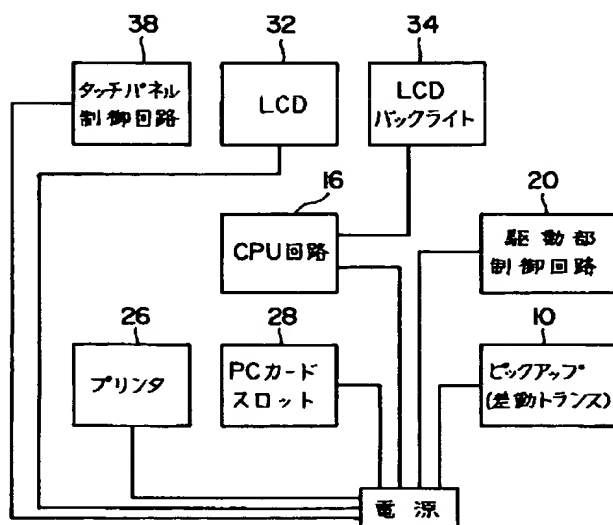 38
32
34
タッチパネル
制御回路
LCD
LCD
バックライト
16
20
CPU回路
駆動部
制御回路
26
28
10
プリンタ
PCカード
スロット
ピックアップ
(差動トランス)
電源